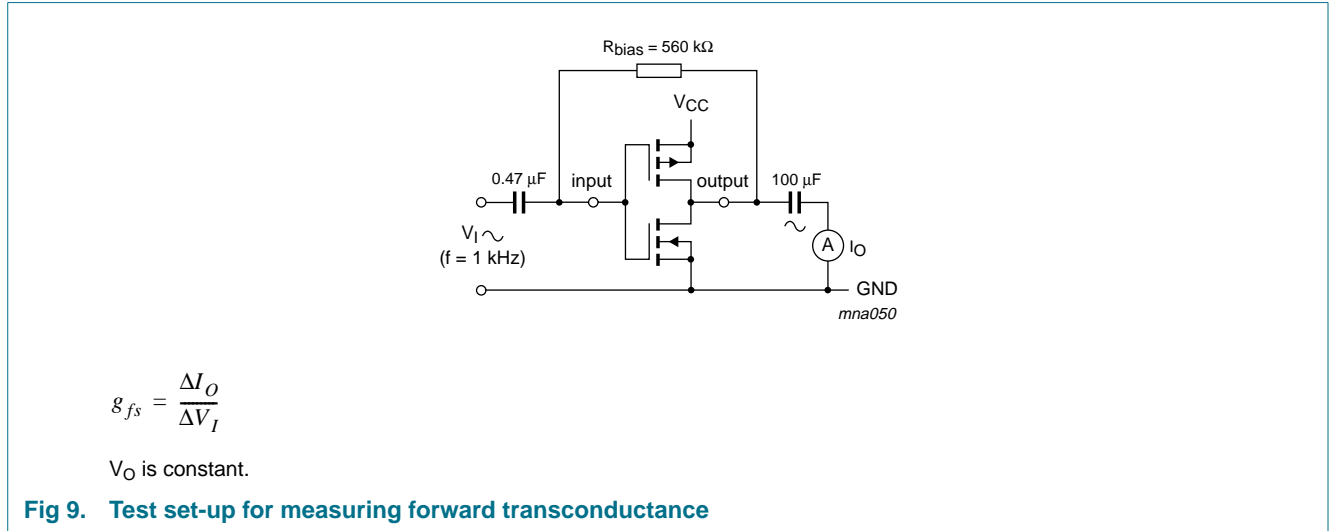 Rbias = 560 kΩ
VCC
0.47 µF
input
output
100 µF
VI
(f = 1 kHz)
A
IO
GND
mna050
gfs = ΔIO / ΔVI
VO is constant.
Fig 9. Test set-up for measuring forward transconductance